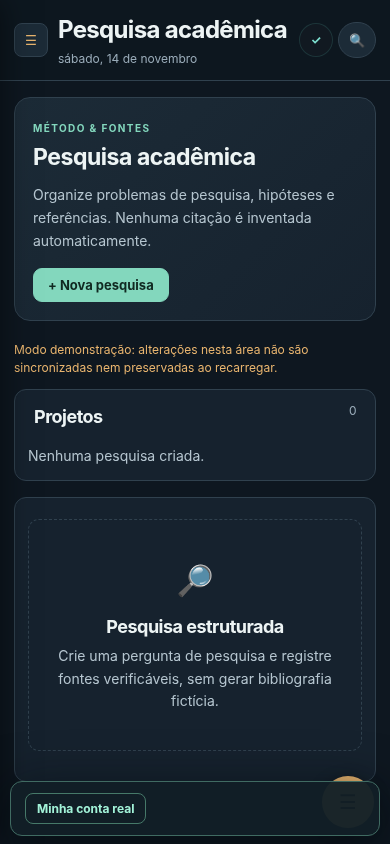 Pesquisa acadêmica
sábado, 14 de novembro
MÉTODO & FONTES
Pesquisa acadêmica
Organize problemas de pesquisa, hipóteses e
referências. Nenhuma citação é inventada
automaticamente.
+ Nova pesquisa
Modo demonstração: alterações nesta área não são
sincronizadas nem preservadas ao recarregar.
Projetos
0
Nenhuma pesquisa criada.
Pesquisa estruturada
Crie uma pergunta de pesquisa e registre
fontes verificáveis, sem gerar bibliografia
fictícia.
Minha conta real